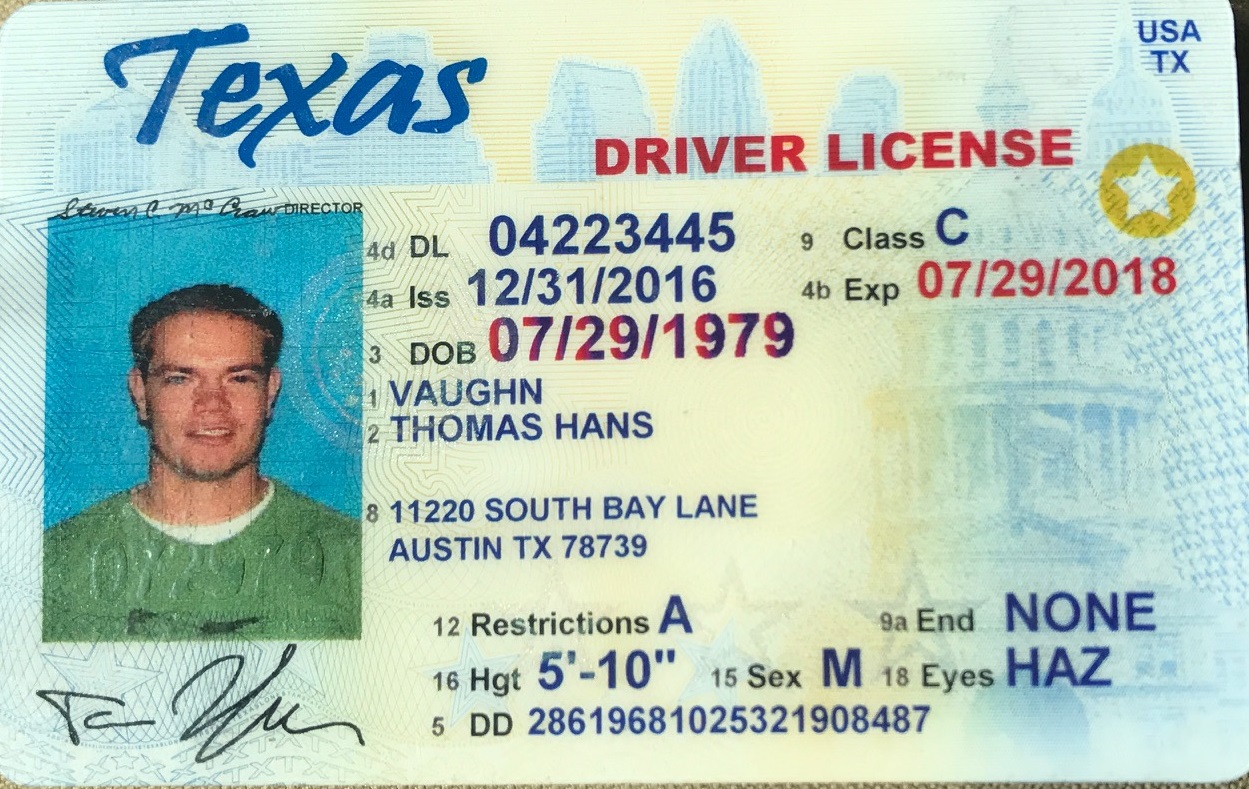 Texas
USA
TX
DRIVER LICENSE
Steven C McCraw DIRECTOR
4d DL 04223445 9 Class C
4a Iss 12/31/2016 4b Exp 07/29/2018
3 DOB 07/29/1979
1 VAUGHN
2 THOMAS HANS
8 11220 SOUTH BAY LANE
AUSTIN TX 78739
072979
12 Restrictions A 9a End NONE
16 Hgt 5'-10" 15 Sex M 18 Eyes HAZ
5 DD 28619681025321908487